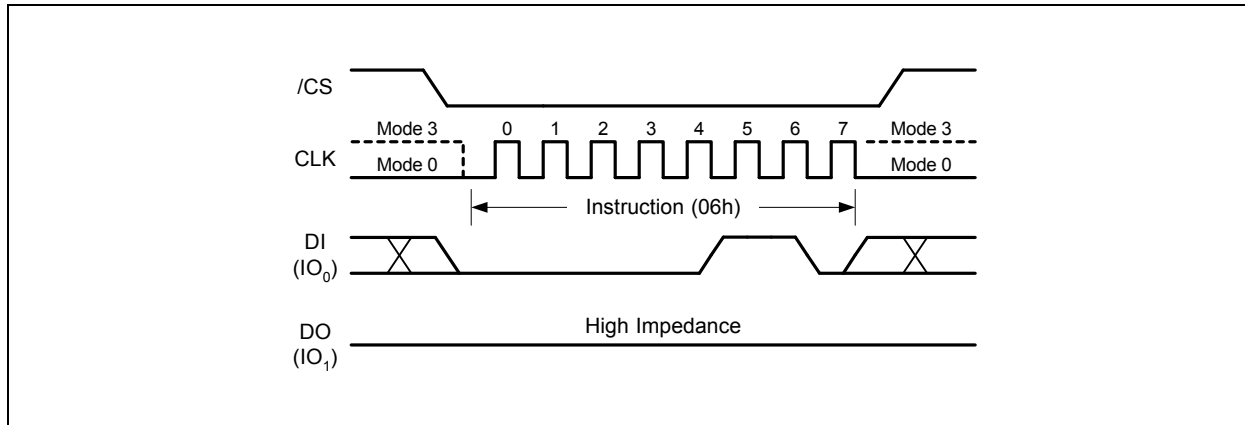 /CS
Mode 3 0 1 2 3 4 5 6 7 Mode 3
CLK
Mode 0 Mode 0
Instruction (06h)
DI
(IO₀)
High Impedance
DO
(IO₁)